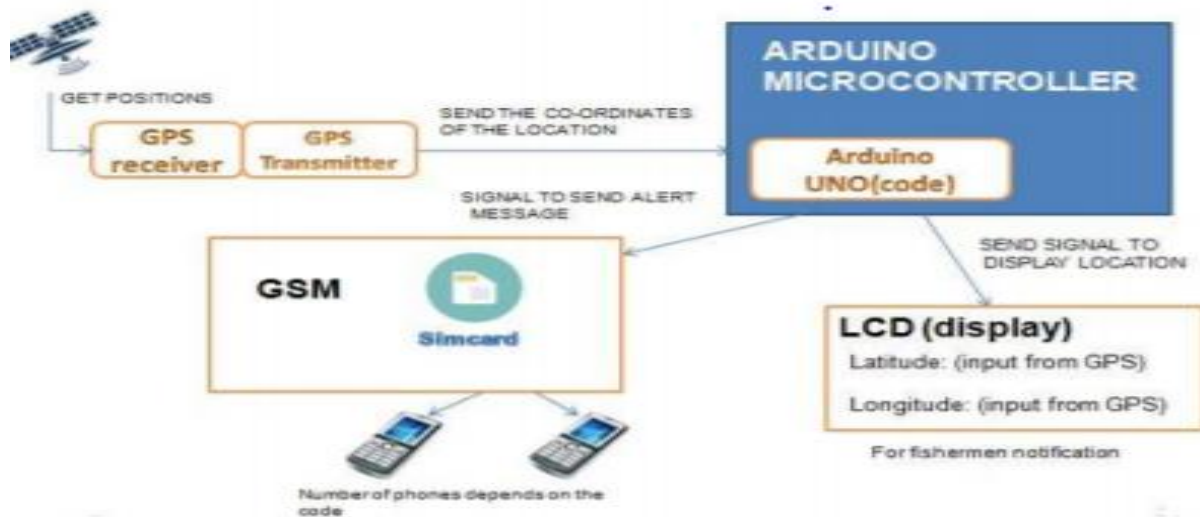 ARDUINO
MICROCONTROLLER
GET POSITIONS
SEND THE CO-ORDINATES
OF THE LOCATION
GPS
receiver
GPS
Transmitter
Arduino
UNO(code)
SIGNAL TO SEND ALERT
MESSAGE
SEND SIGNAL TO
DISPLAY LOCATION
GSM
Simcard
LCD (display)
Latitude: (input from GPS)
Longitude: (input from GPS)
For fishermen notification
Number of phones depends on the
code